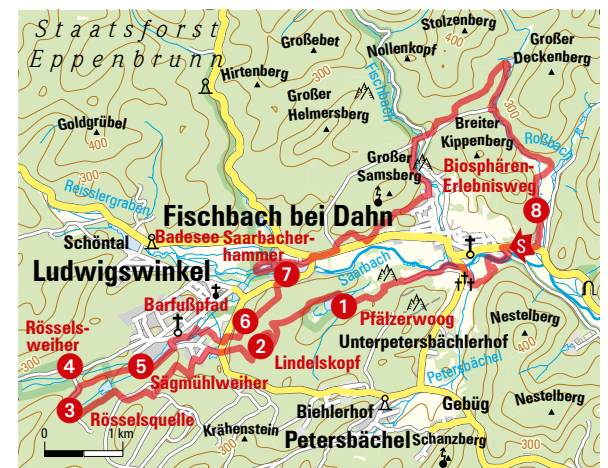 Staatsforst
Eppenbrunn
Stolzenberg
400
Großebet
Nollenkopf
Großer
Deckenberg
Hirtenberg
Fischbach
300
300
Großer
Helmersberg
Goldgrübel
400
Breiter
Kippenberg
Roßbach
300
300
Reisslergraben
Großer
Samsberg
Biosphären-
Erlebnisweg
8
Fischbach bei Dahn
Schöntal
Badesee Saarbacher-
hammer
S
Ludwigswinkel
7
Saarbach
Barfußpfad
1
Pfälzerwoog
Nestelberg
Rössels-
weiher
6
2
Unterpetersbächlerhof
300
4
5
Lindelskopf
Petersbächel
Sägmühlweiher
3
Rösselsquelle
Biehlerhof
Gebüg
Nestelberg
0
1 km
Krähenstein
Petersbächel
Schanzberg
400